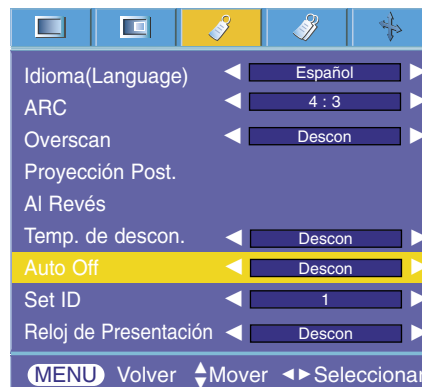 Idioma(Language) Español
ARC 4 : 3
Overscan Descon
Proyección Post.
Al Revés
Temp. de descon. Descon
Auto Off Descon
Set ID 1
Reloj de Presentación Descon
MENU Volver Mover Seleccionar